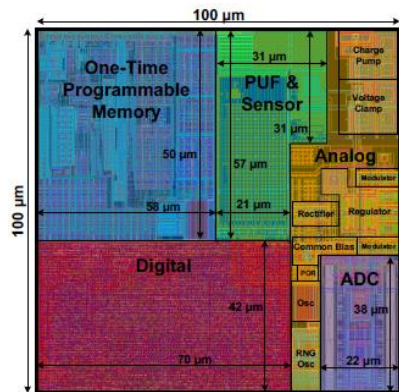 100 µm
100 µm
One-Time
Programmable
Memory
50 µm
58 µm
31 µm
PUF &
Sensor
31 µm
57 µm
21 µm
Charge
Pump
Voltage
Clamp
Analog
Modulator
Rectifier
Regulator
Common Bias
Modulator
Digital
42 µm
70 µm
POR
Osc
RNG
Osc
ADC
38 µm
22 µm